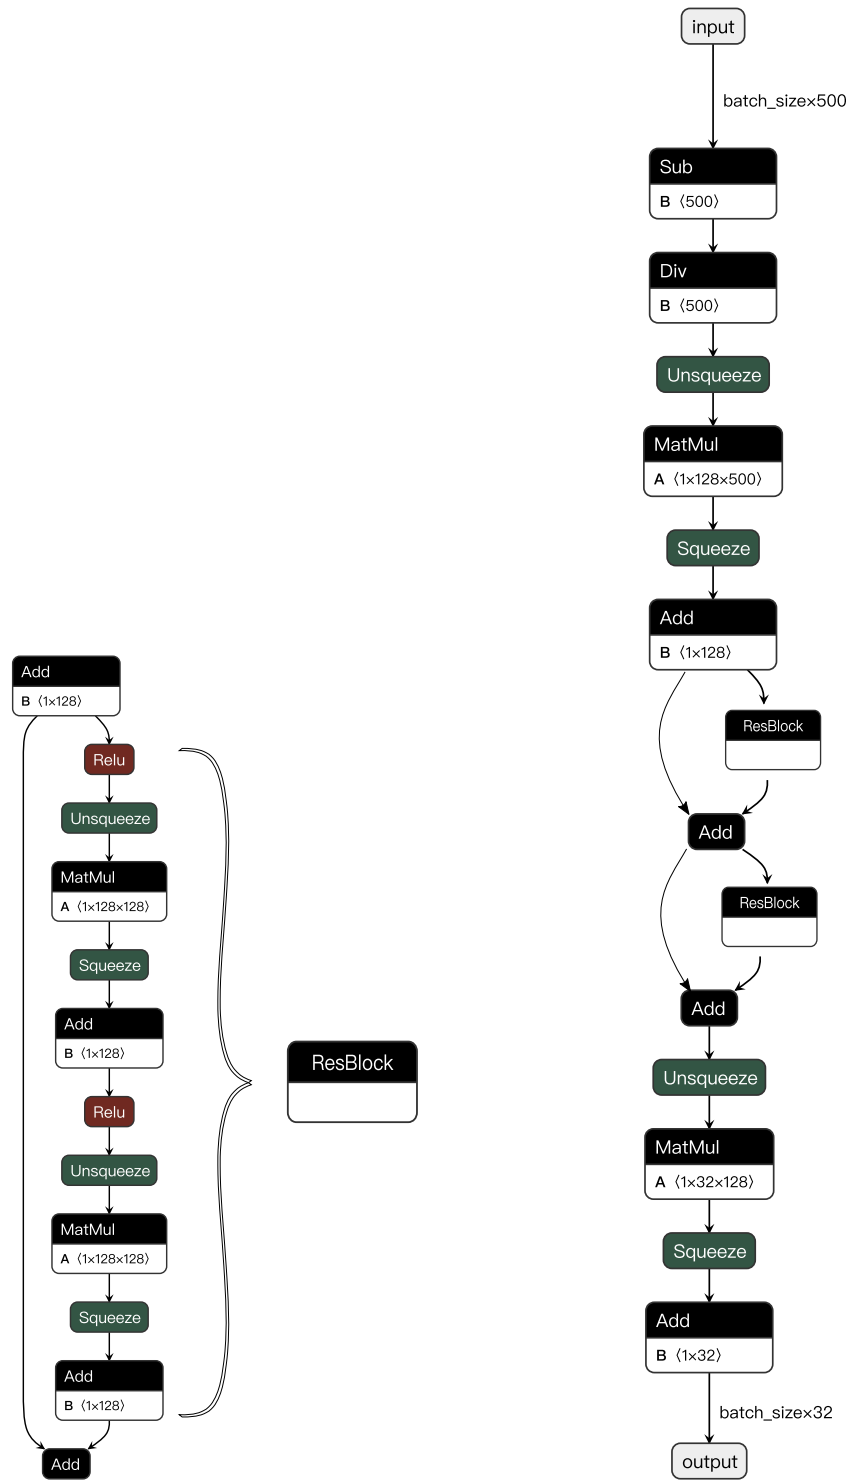 Add
B ⟨1×128⟩
Relu
Unsqueeze
MatMul
A ⟨1×128×128⟩
Squeeze
Add
B ⟨1×128⟩
Relu
Unsqueeze
MatMul
A ⟨1×128×128⟩
Squeeze
Add
B ⟨1×128⟩
Add
ResBlock
input
batch_size×500
Sub
B ⟨500⟩
Div
B ⟨500⟩
Unsqueeze
MatMul
A ⟨1×128×500⟩
Squeeze
Add
B ⟨1×128⟩
ResBlock
Add
ResBlock
Add
Unsqueeze
MatMul
A ⟨1×32×128⟩
Squeeze
Add
B ⟨1×32⟩
batch_size×32
output